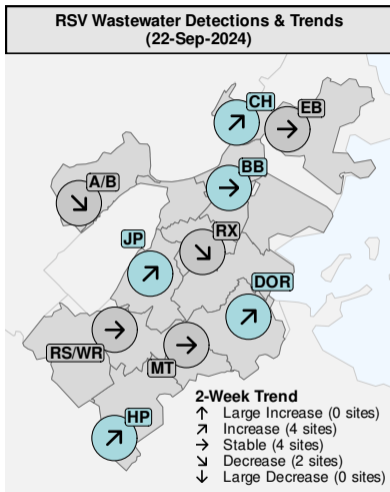 RSV Wastewater Detections & Trends
(22-Sep-2024)
CH
EB
BB
A/B
RX
JP
DOR
RS/WR
MT
HP
2-Week Trend
↑ Large Increase (0 sites)
↗ Increase (4 sites)
→ Stable (4 sites)
↘ Decrease (2 sites)
↓ Large Decrease (0 sites)